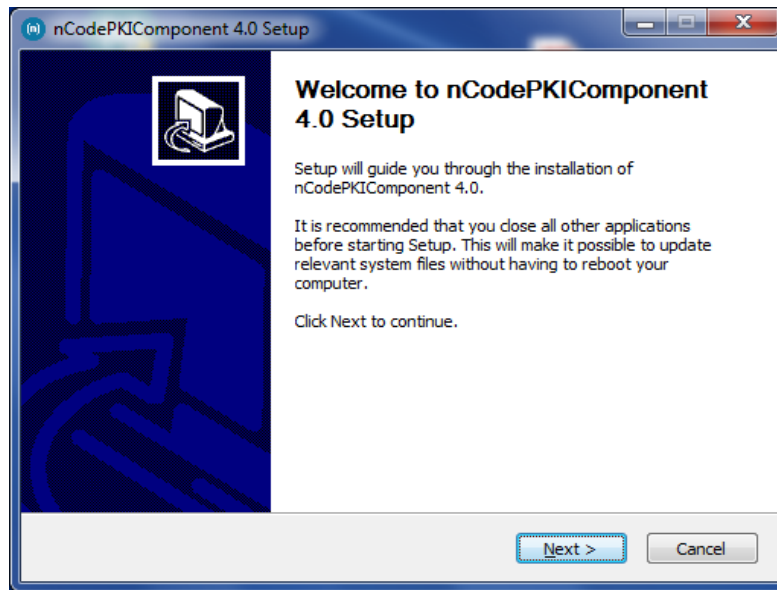 (n) nCodePKIComponent 4.0 Setup
Welcome to nCodePKIComponent
4.0 Setup
Setup will guide you through the installation of
nCodePKIComponent 4.0.
It is recommended that you close all other applications
before starting Setup. This will make it possible to update
relevant system files without having to reboot your
computer.
Click Next to continue.
Next >
Cancel